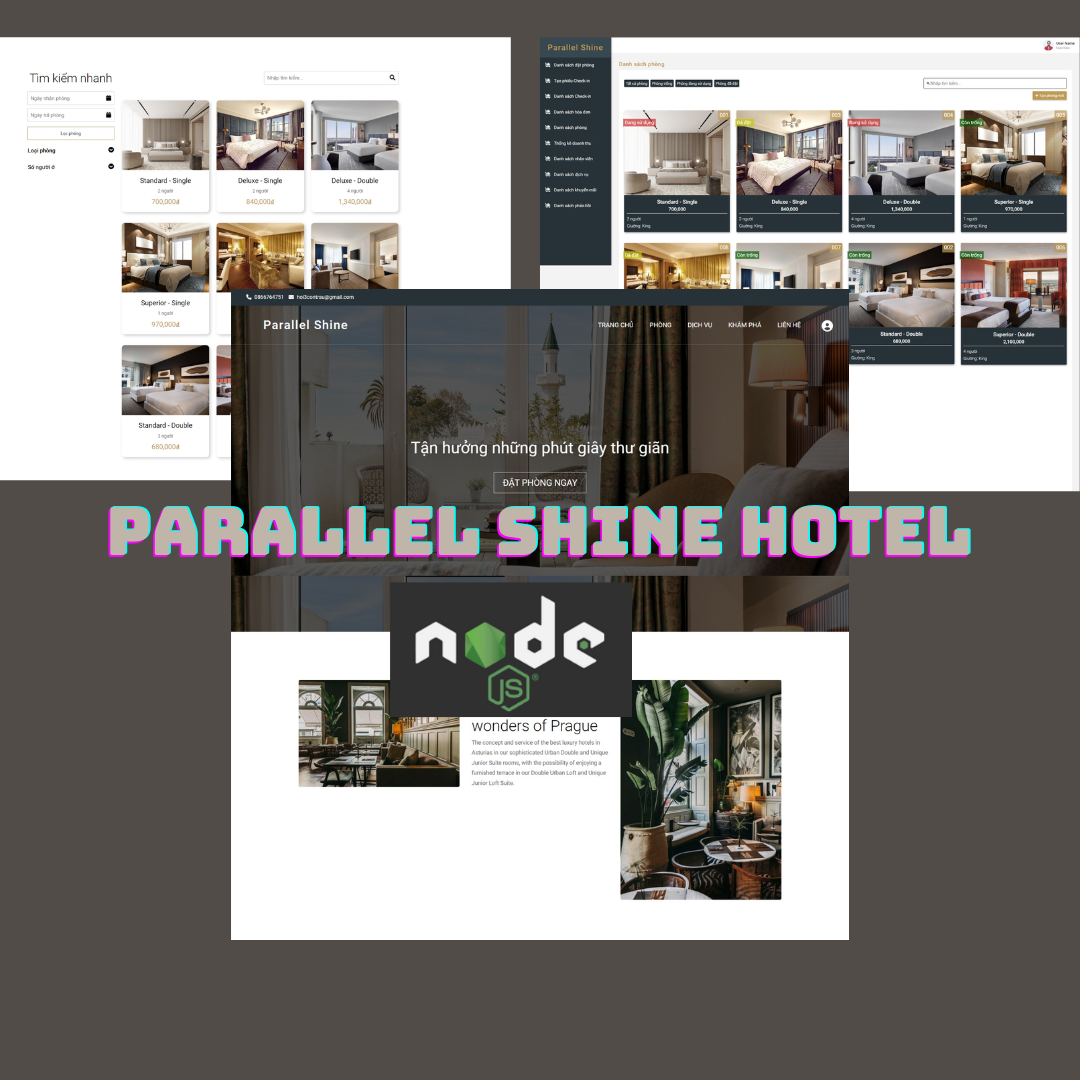 Tìm kiếm nhanh
Nhập tìm kiếm...
Ngày nhận phòng
Ngày trả phòng
Lọc phòng
Loại phòng
Số người ở
Standard - Single
2 người
700,000đ
Deluxe - Single
2 người
840,000đ
Deluxe - Double
4 người
1,340,000đ
Superior - Single
1 người
970,000đ
Standard - Double
3 người
680,000đ
Parallel Shine
Danh sách đặt phòng
Tạo phiếu Check-in
Danh sách Check-in
Danh sách hóa đơn
Danh sách phòng
Thống kê doanh thu
Danh sách nhân viên
Danh sách dịch vụ
Danh sách khuyến mãi
Danh sách phản hồi
User Name
Danh sách phòng
Tất cả phòng
Phòng trống
Phòng đang sử dụng
Phòng đã đặt
Nhập tìm kiếm...
+ Tạo phòng mới
Đang sử dụng
001
Standard - Single
700,000
2 người
Giường: King
Đã đặt
003
Deluxe - Single
840,000
2 người
Giường: King
Đang sử dụng
004
Deluxe - Double
1,340,000
4 người
Giường: King
Còn trống
005
Superior - Single
970,000
1 người
Giường: King
Đã đặt
008
Còn trống
007
Còn trống
002
Standard - Double
680,000
3 người
Giường: King
Còn trống
006
Superior - Double
2,160,000
4 người
Giường: King
0866764751
hoi3contrau@gmail.com
Parallel Shine
TRANG CHỦ
PHÒNG
DỊCH VỤ
KHÁM PHÁ
LIÊN HỆ
Tận hưởng những phút giây thư giãn
ĐẶT PHÒNG NGAY
PARALLEL SHINE HOTEL
node
JS®
wonders of Prague
The concept and service of the best luxury hotels in
Asturias in our sophisticated Urban Double and Unique
Junior Suite rooms, with the possibility of enjoying a
furnished terrace in our Double Urban Loft and Unique
Junior Loft Suite.